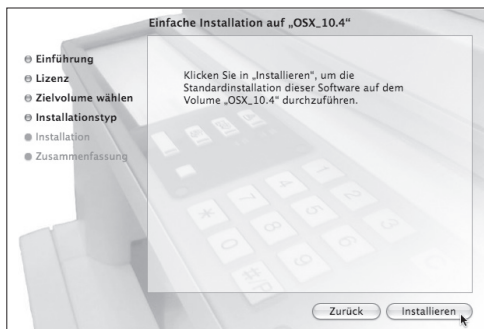 Einfache Installation auf „OSX_10.4“
Einführung
Lizenz
Zielvolume wählen
Installationstyp
Installation
Zusammenfassung
Klicken Sie in „Installieren“, um die
Standardinstallation dieser Software auf dem
Volume „OSX_10.4“ durchzuführen.
Zurück
Installieren